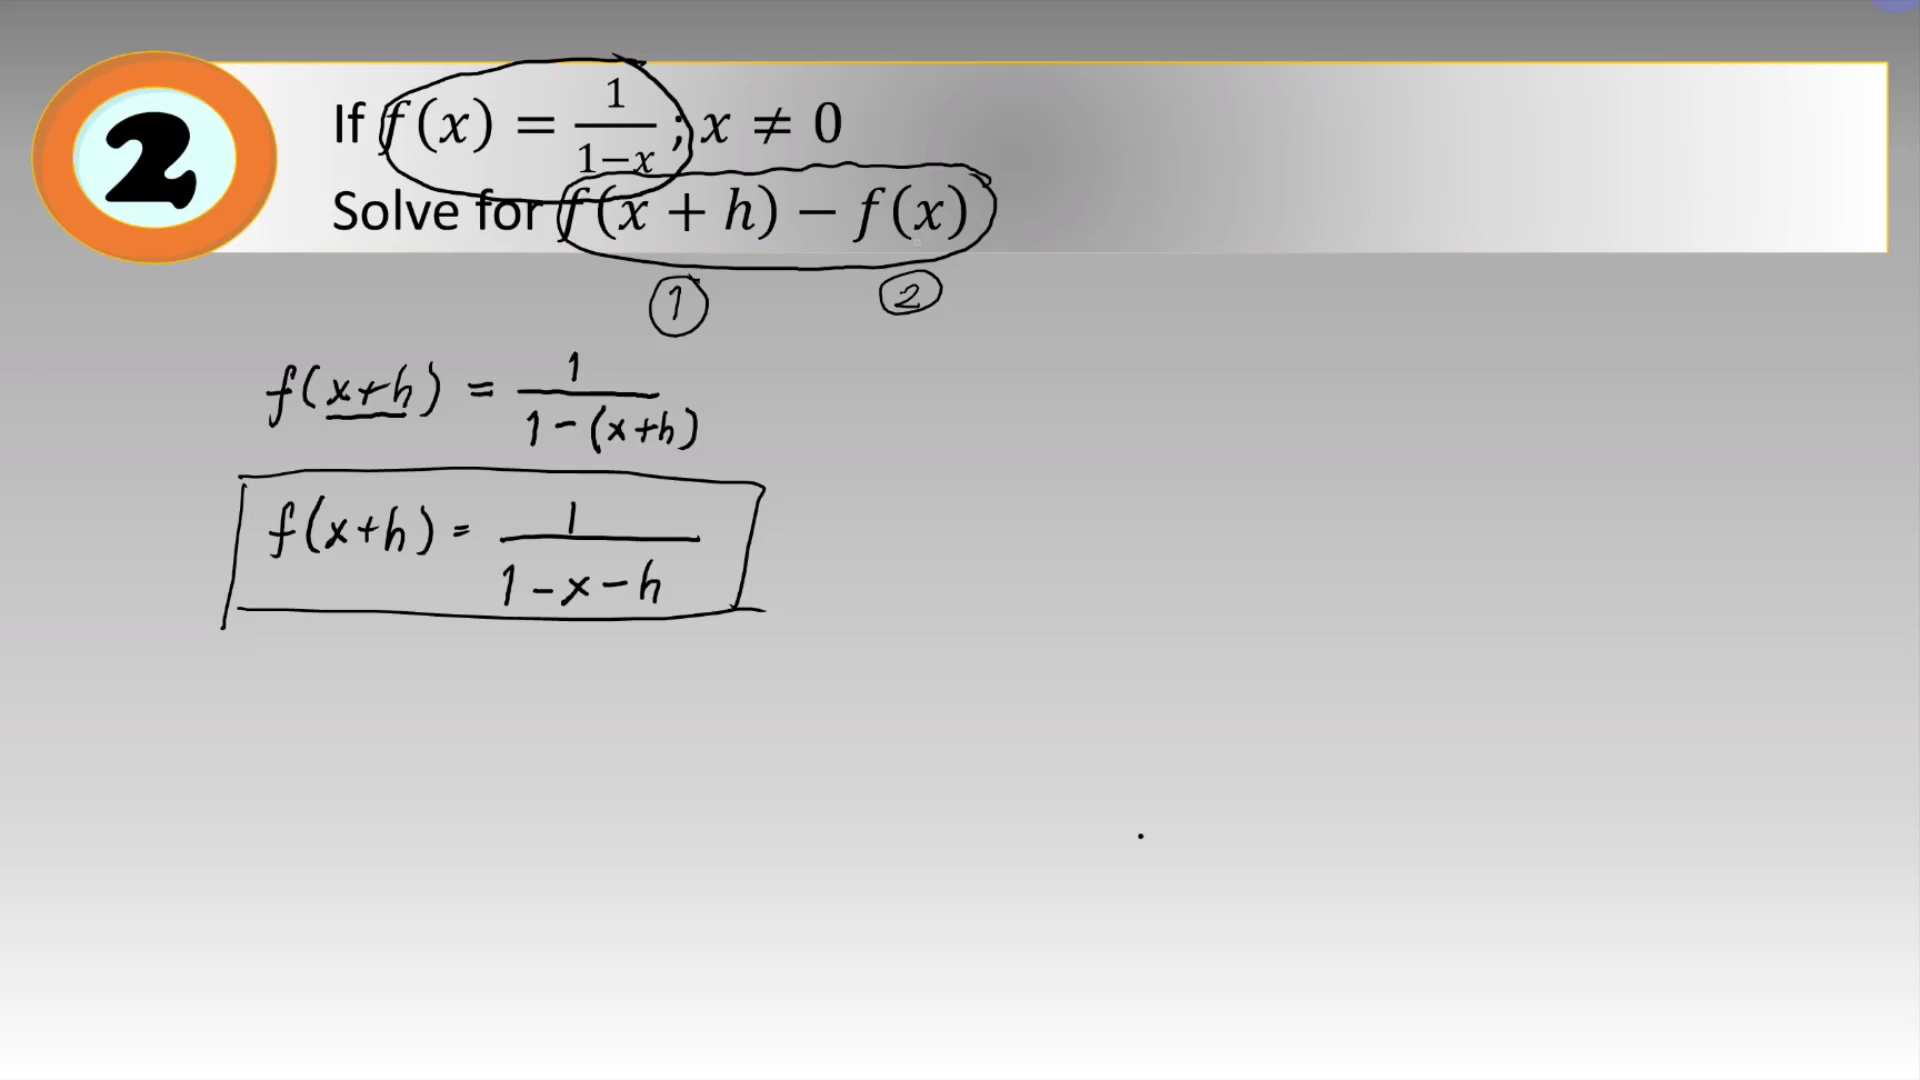 2
If f(x) = 1/(1−x) ; x ≠ 0
Solve for f(x + h) − f(x)
1 2
f(x+h) = 1/(1-(x+h))
f(x+h) = 1/(1-x-h)